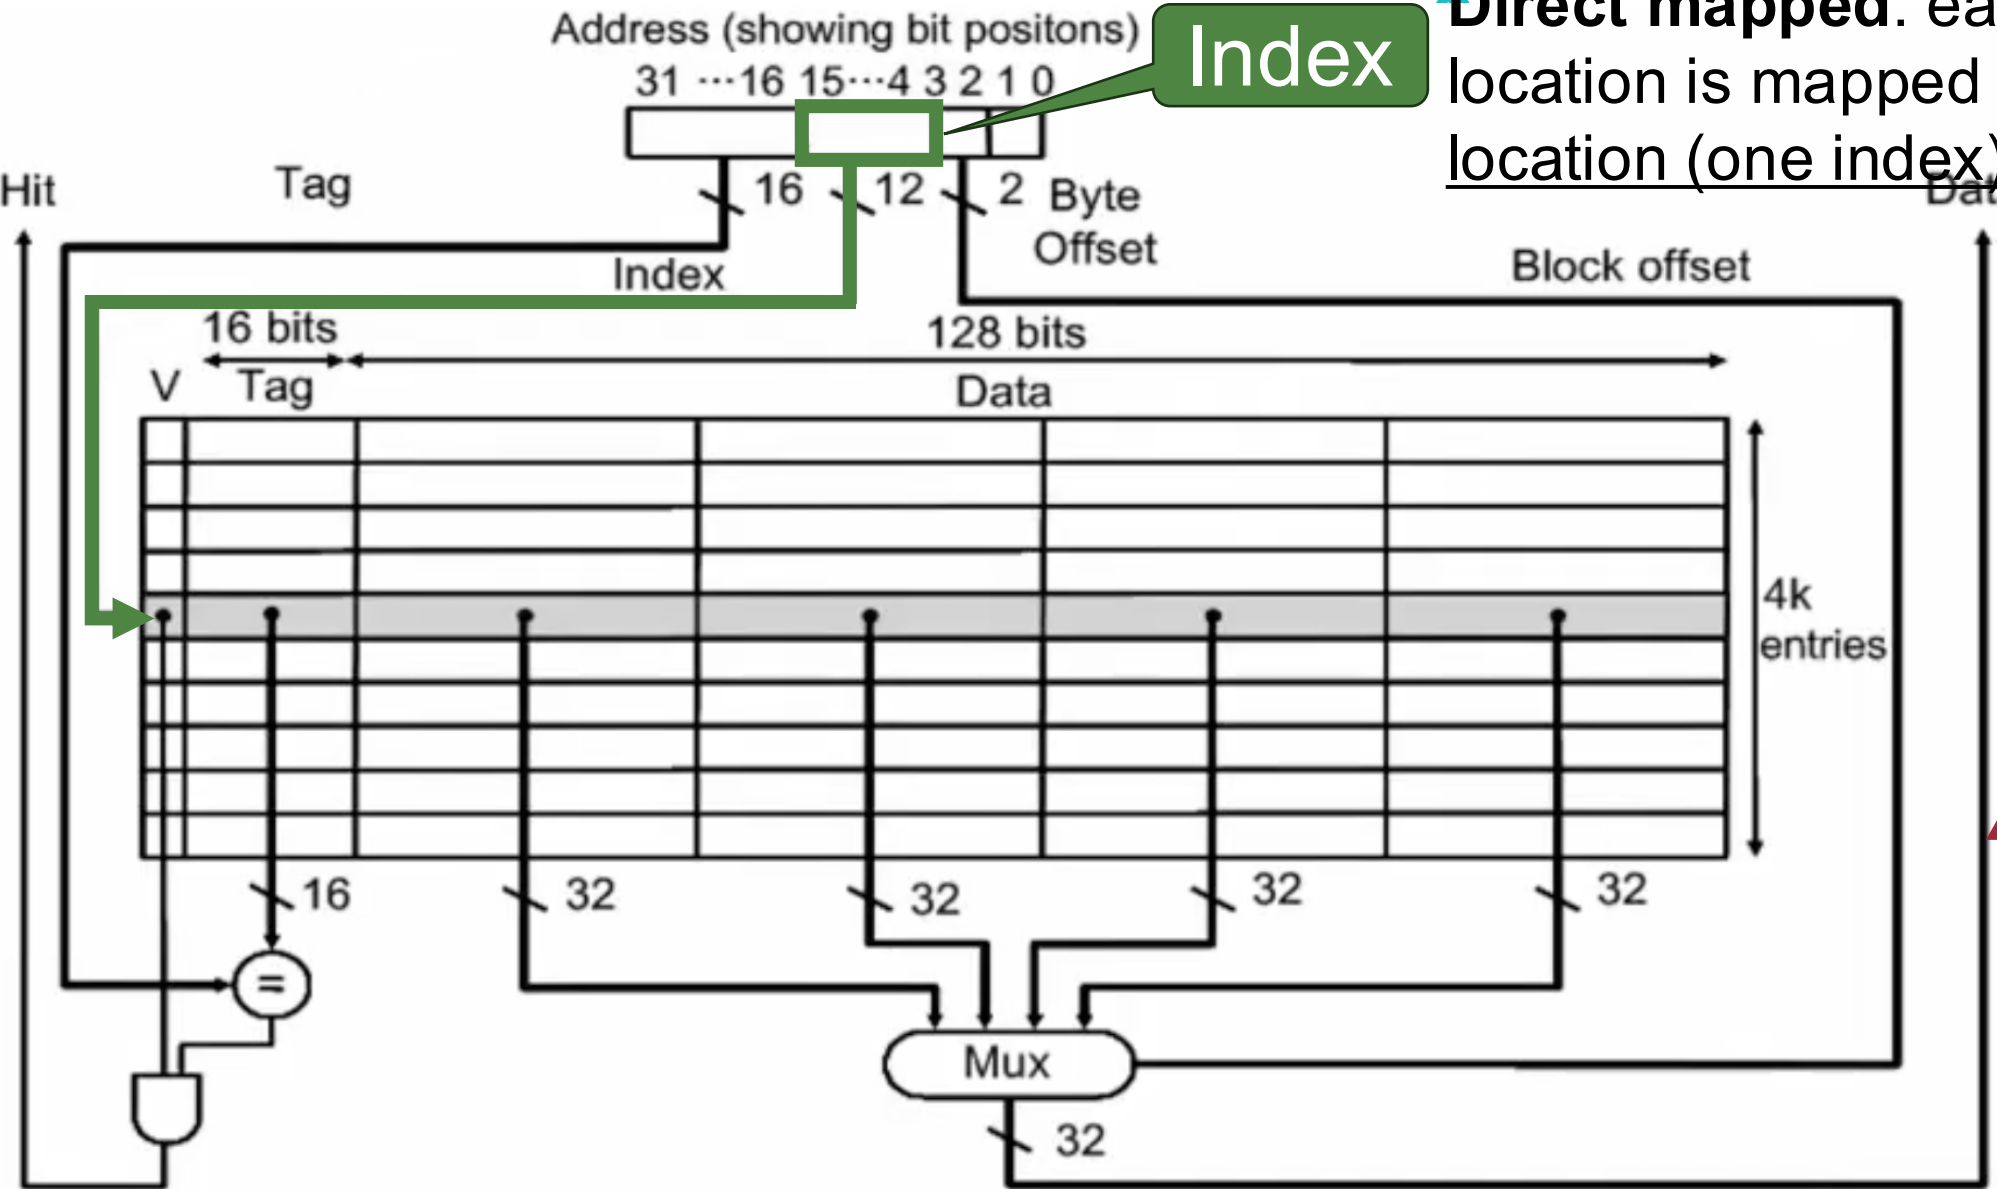 Address (showing bit positons)
31 ···16 15···4 3 2 1 0
Index
Direct mapped:
location is mapped
location (one index)
Hit
Tag
16
12
2
Byte
Offset
Index
Block offset
16 bits
128 bits
V
Tag
Data
4k
entries
16
32
32
32
32
=
Mux
32